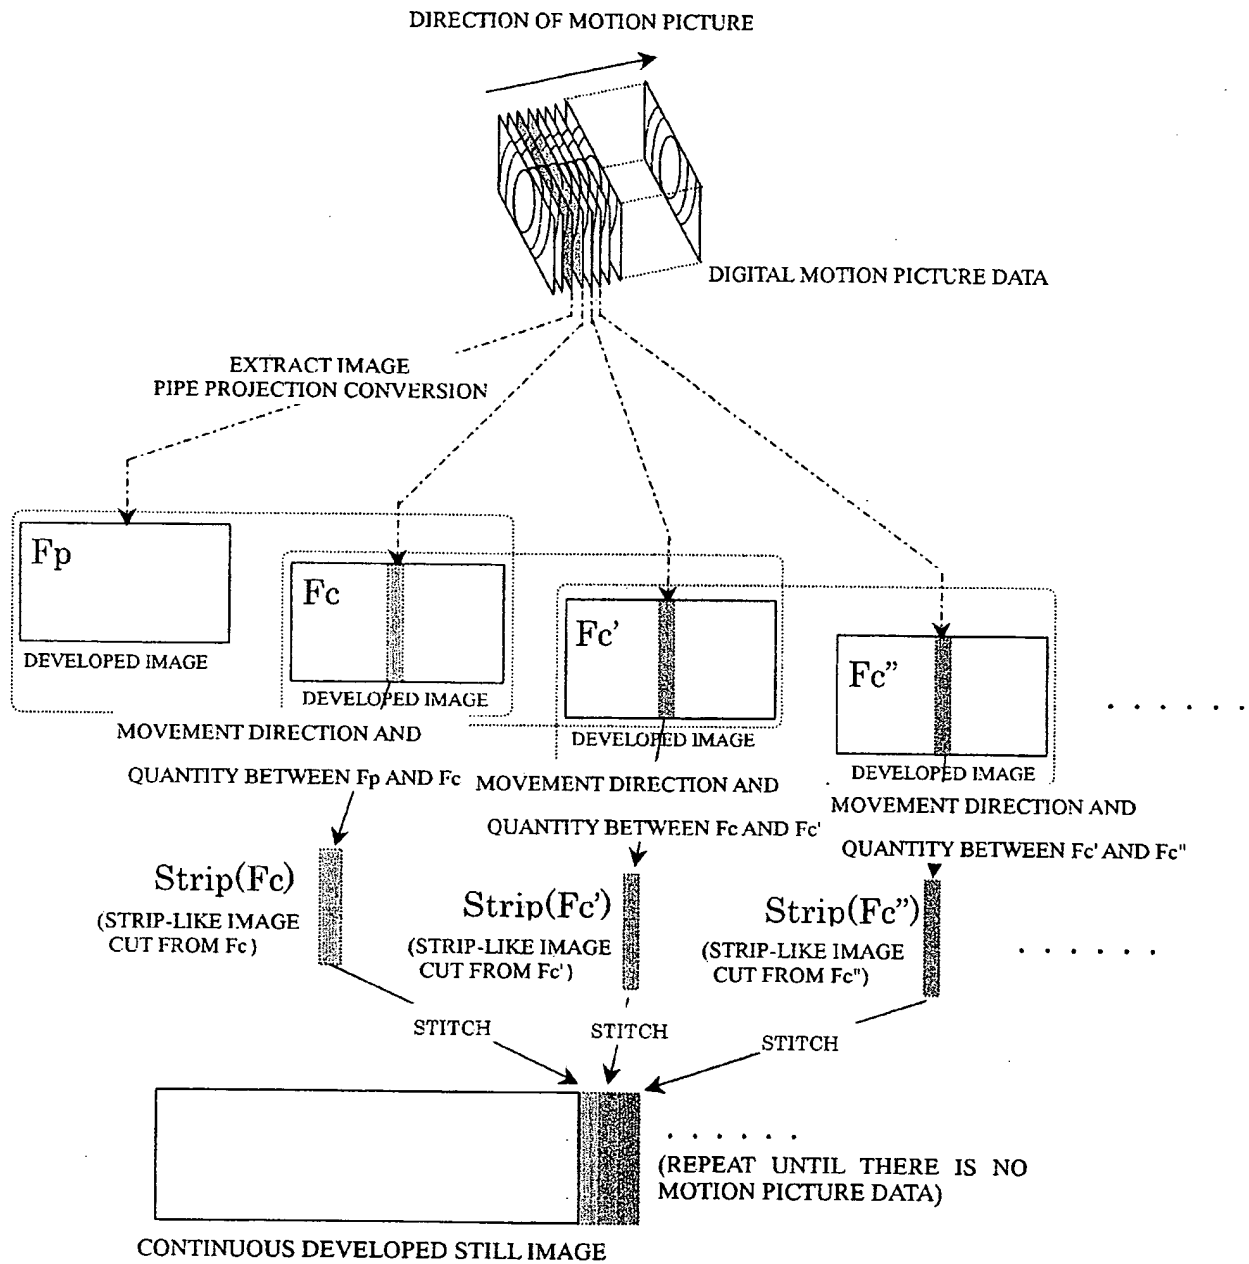 DIRECTION OF MOTION PICTURE
DIGITAL MOTION PICTURE DATA
EXTRACT IMAGE
PIPE PROJECTION CONVERSION
Fp
DEVELOPED IMAGE
Fc
DEVELOPED IMAGE
Fc’
DEVELOPED IMAGE
Fc”
DEVELOPED IMAGE
. . . . . .
MOVEMENT DIRECTION AND
QUANTITY BETWEEN Fp AND Fc
MOVEMENT DIRECTION AND
QUANTITY BETWEEN Fc AND Fc'
MOVEMENT DIRECTION AND
QUANTITY BETWEEN Fc' AND Fc"
Strip(Fc)
(STRIP-LIKE IMAGE
CUT FROM Fc)
Strip(Fc’)
(STRIP-LIKE IMAGE
CUT FROM Fc')
Strip(Fc”)
(STRIP-LIKE IMAGE
CUT FROM Fc")
. . . . . .
STITCH
STITCH
STITCH
. . . . . .
(REPEAT UNTIL THERE IS NO
MOTION PICTURE DATA)
CONTINUOUS DEVELOPED STILL IMAGE